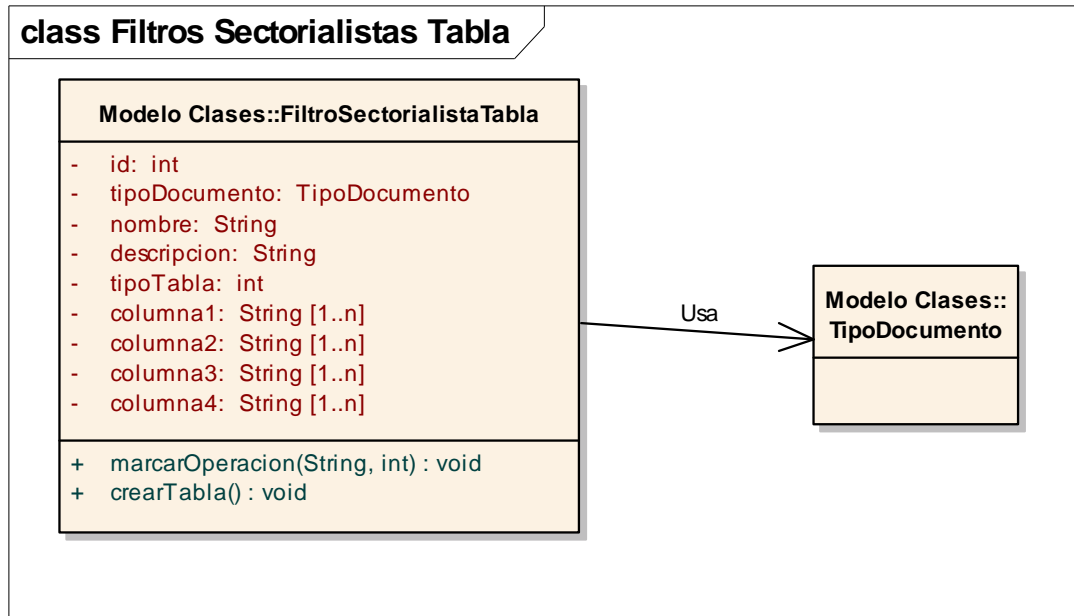 class Filtros Sectorialistas Tabla
Modelo Clases::FiltroSectorialistaTabla
- id: int
- tipoDocumento: TipoDocumento
- nombre: String
- descripcion: String
- tipoTabla: int
- columna1: String [1..n]
- columna2: String [1..n]
- columna3: String [1..n]
- columna4: String [1..n]
+ marcarOperacion(String, int) : void
+ crearTabla() : void
Usa
Modelo Clases::
TipoDocumento